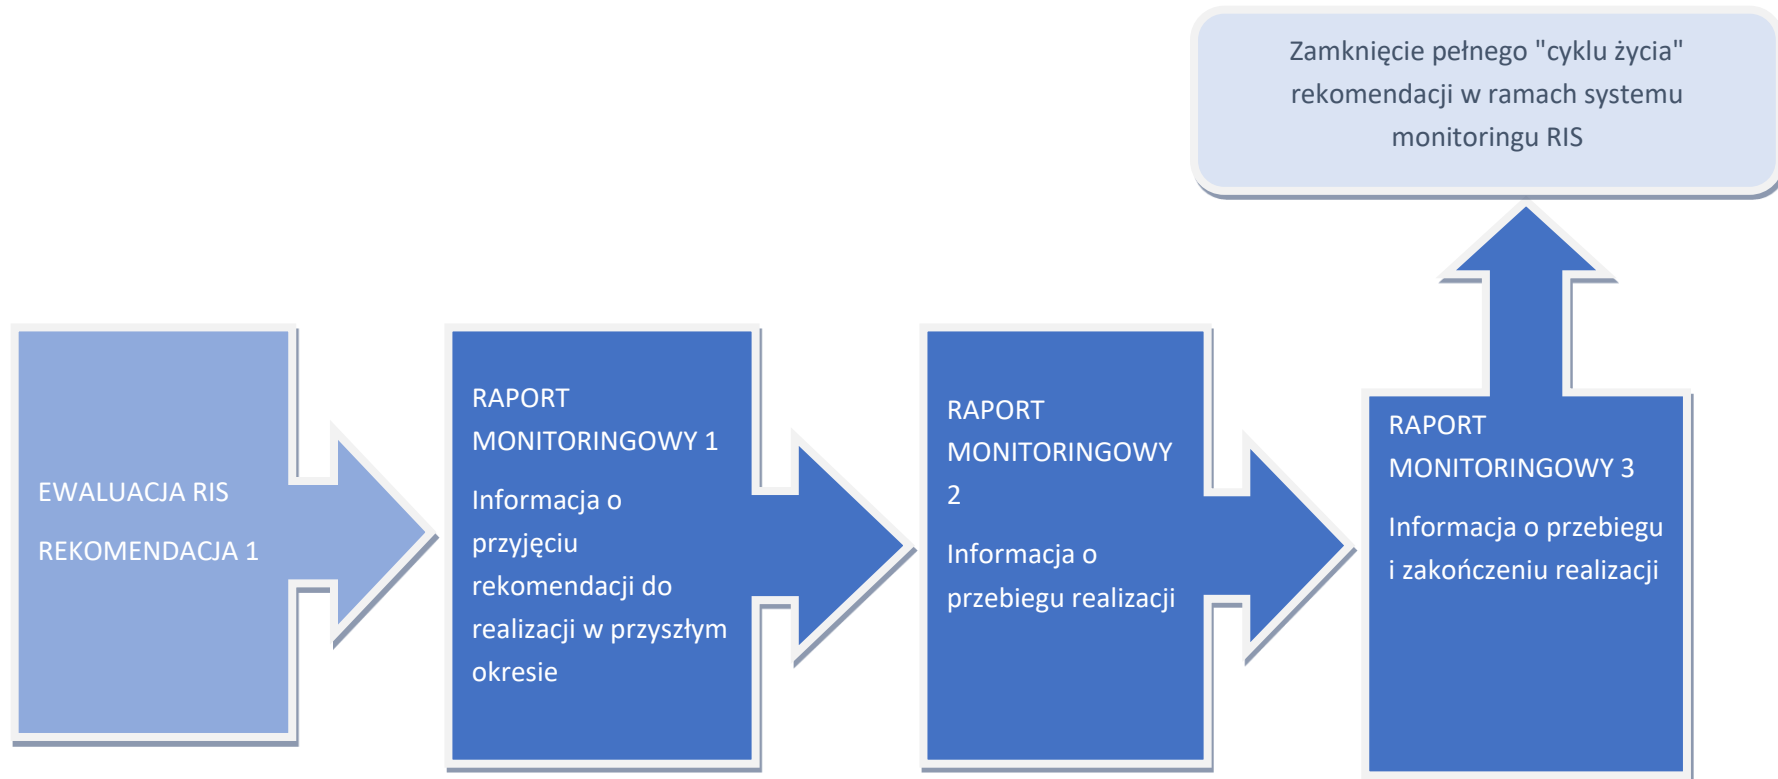 Zamknięcie pełnego "cyklu życia"
rekomendacji w ramach systemu
monitoringu RIS
EWALUACJA RIS
REKOMENDACJA 1
RAPORT
MONITORINGOWY 1
Informacja o
przyjęciu
rekomendacji do
realizacji w przyszłym
okresie
RAPORT
MONITORINGOWY
2
Informacja o
przebiegu realizacji
RAPORT
MONITORINGOWY 3
Informacja o przebiegu
i zakończeniu realizacji